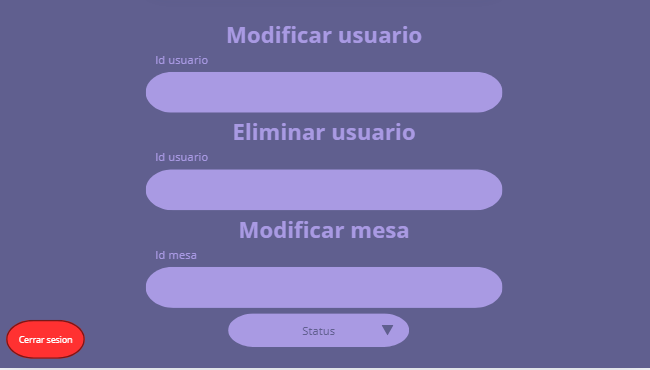 Modificar usuario
Id usuario
Eliminar usuario
Id usuario
Modificar mesa
Id mesa
Status
Cerrar sesion